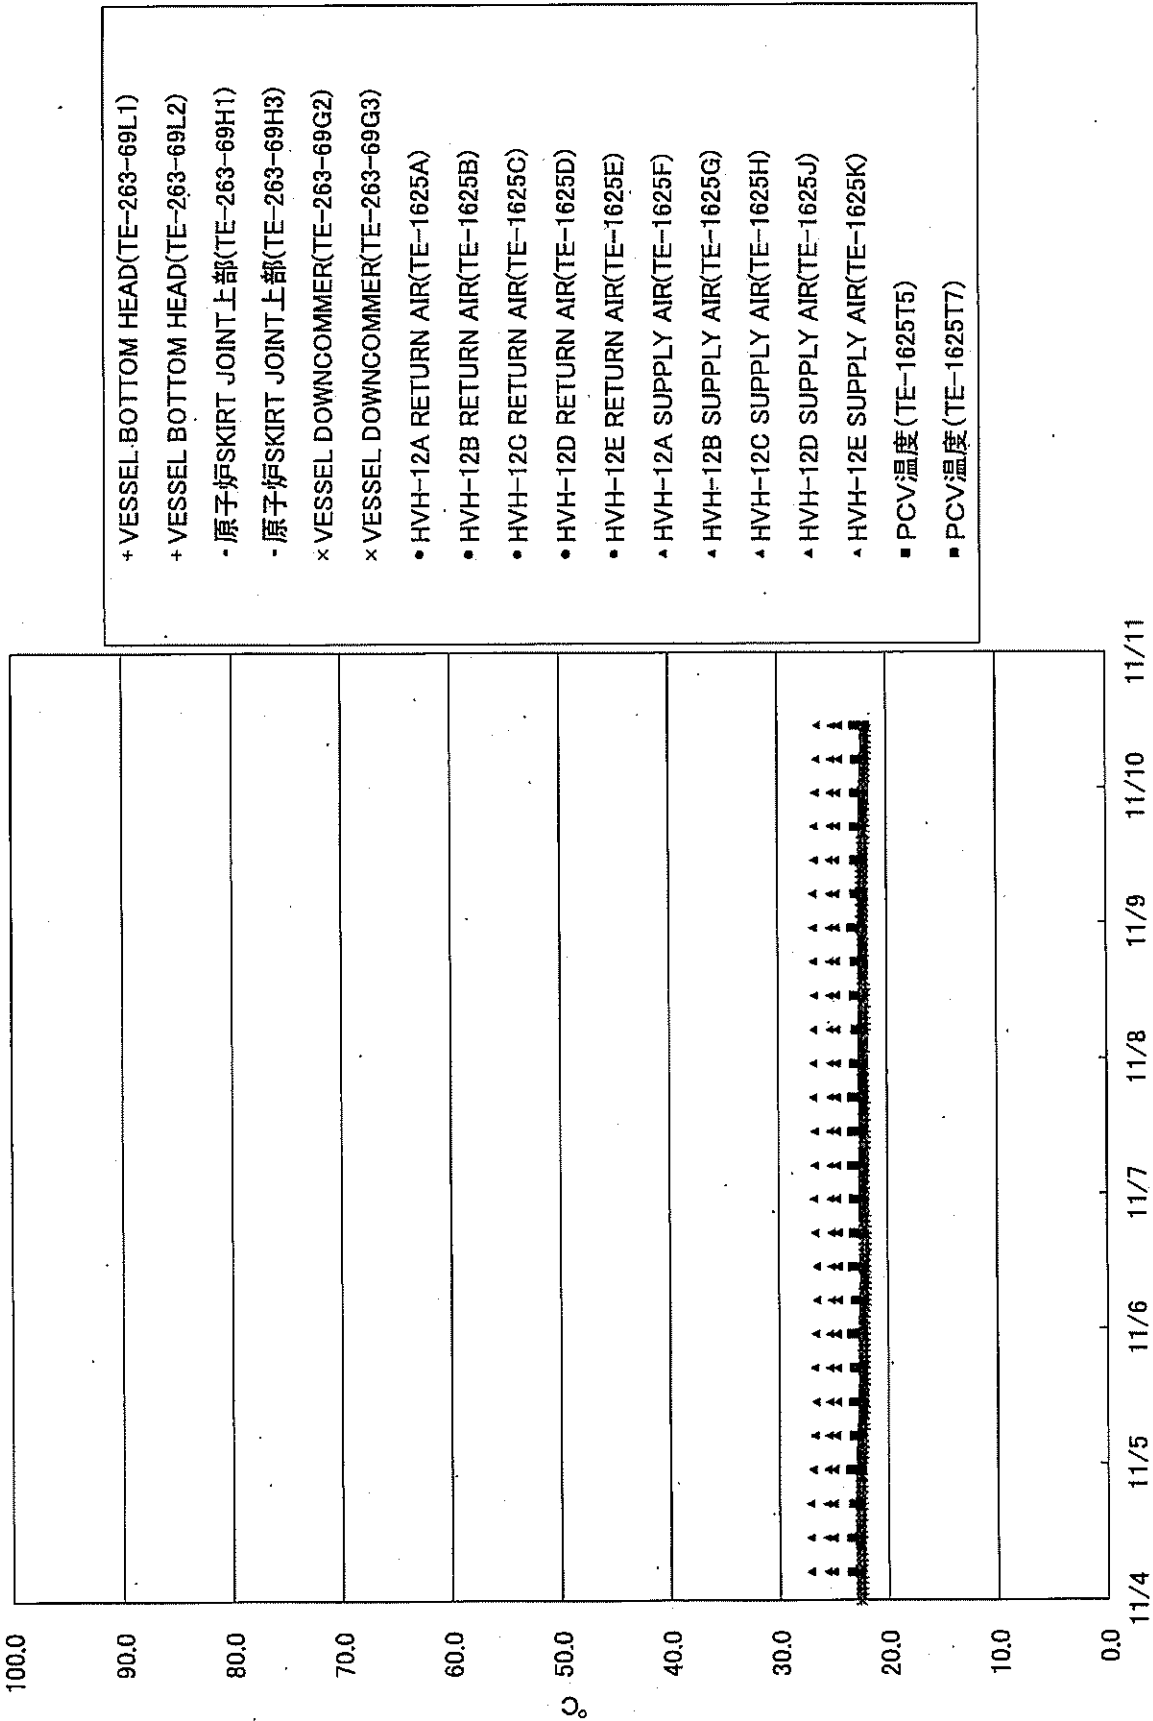 100.0
90.0
80.0
70.0
60.0
50.0
40.0
30.0
20.0
10.0
0.0
℃
11/4
11/5
11/6
11/7
11/8
11/9
11/10
11/11
+ VESSEL BOTTOM HEAD(TE-263-69L1)
+ VESSEL BOTTOM HEAD(TE-263-69L2)
- 原子炉SKIRT JOINT上部(TE-263-69H1)
- 原子炉SKIRT JOINT上部(TE-263-69H3)
× VESSEL DOWNCOMMER(TE-263-69G2)
× VESSEL DOWNCOMMER(TE-263-69G3)
● HVH-12A RETURN AIR(TE-1625A)
● HVH-12B RETURN AIR(TE-1625B)
● HVH-12C RETURN AIR(TE-1625C)
● HVH-12D RETURN AIR(TE-1625D)
● HVH-12E RETURN AIR(TE-1625E)
▲ HVH-12A SUPPLY AIR(TE-1625F)
▲ HVH-12B SUPPLY AIR(TE-1625G)
▲ HVH-12C SUPPLY AIR(TE-1625H)
▲ HVH-12D SUPPLY AIR(TE-1625J)
▲ HVH-12E SUPPLY AIR(TE-1625K)
■ PCV温度(TE-1625T5)
■ PCV温度(TE-1625T7)